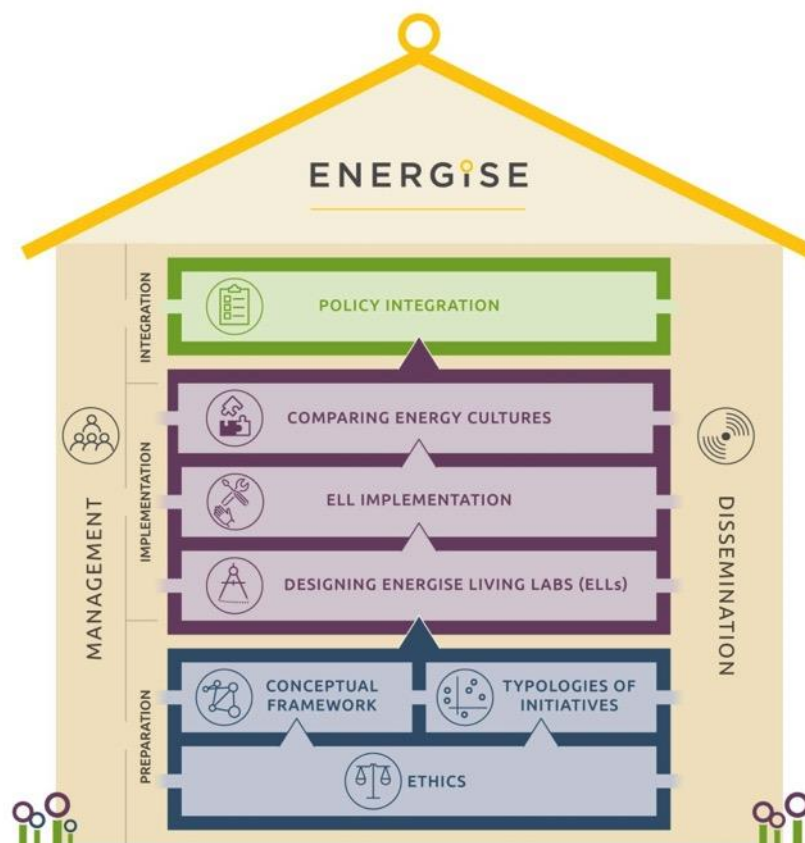 ENERGISE
INTEGRATION
POLICY INTEGRATION
IMPLEMENTATION
COMPARING ENERGY CULTURES
ELL IMPLEMENTATION
DESIGNING ENERGISE LIVING LABS (ELLs)
MANAGEMENT
DISSEMINATION
PREPARATION
CONCEPTUAL
FRAMEWORK
TYPOLOGIES OF
INITIATIVES
ETHICS